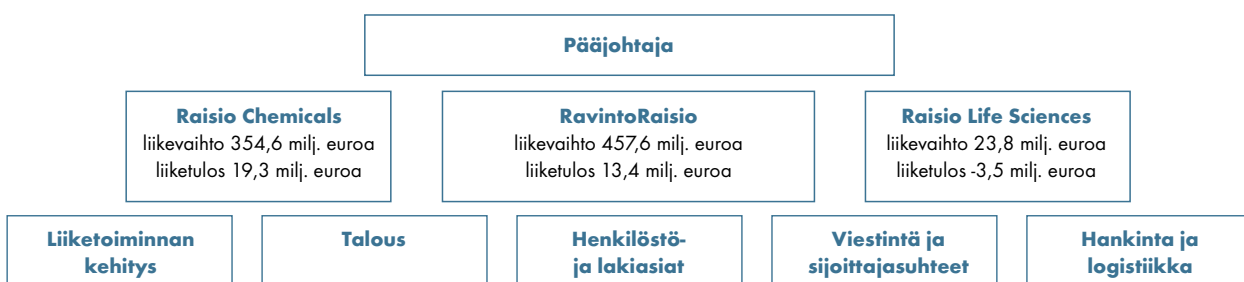 Pääjohtaja
Raisio Chemicals
liikevaihto 354,6 milj. euroa
liiketulos 19,3 milj. euroa
RavintoRaisio
liikevaihto 457,6 milj. euroa
liiketulos 13,4 milj. euroa
Raisio Life Sciences
liikevaihto 23,8 milj. euroa
liiketulos -3,5 milj. euroa
Liiketoiminnan
kehitys
Talous
Henkilöstö-
ja lakiasiat
Viestintä ja
sijoittajasuhteet
Hankinta ja
logistiikka